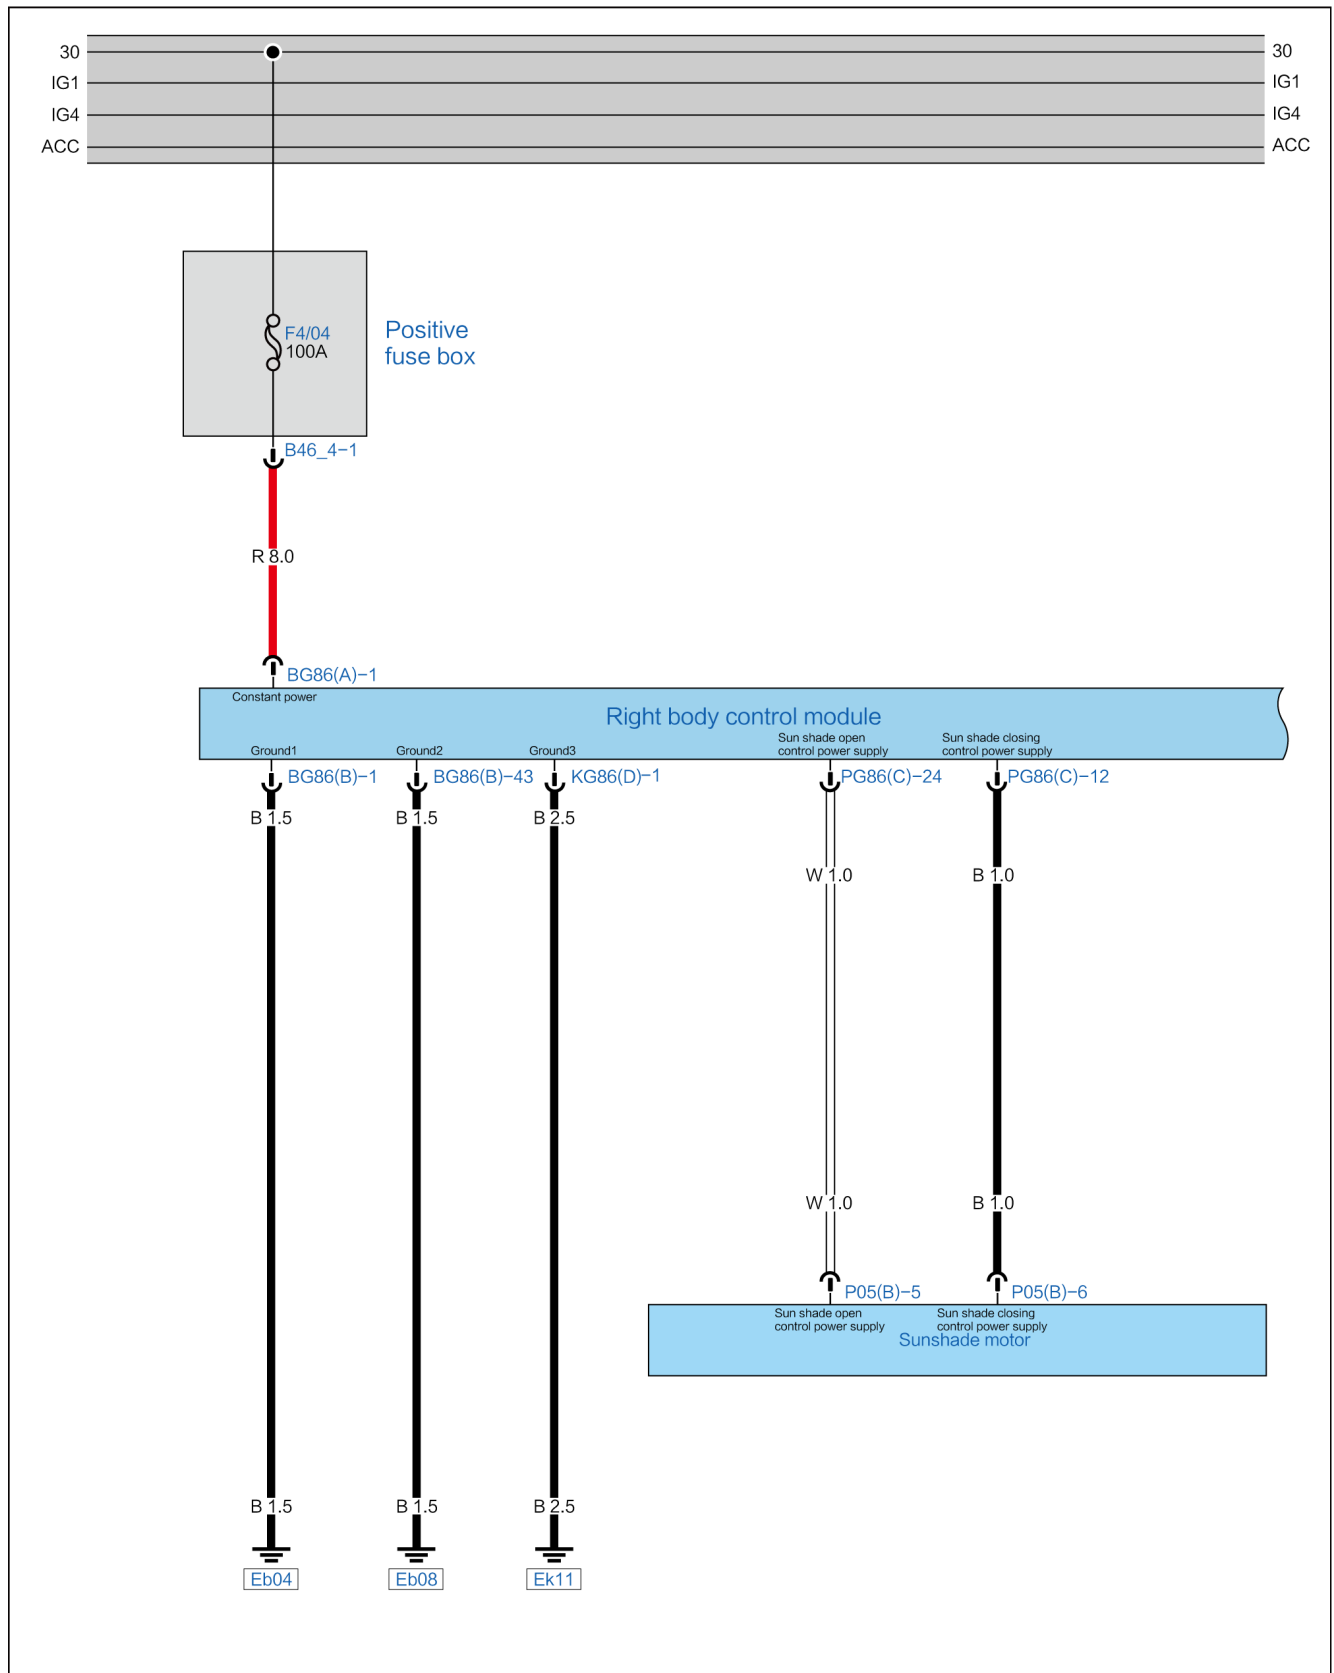 30
30
IG1
IG1
IG4
IG4
ACC
ACC
F4/04
100A
Positive
fuse box
B46_4-1
R 8.0
BG86(A)-1
Constant power
Right body control module
Ground1
Ground2
Ground3
Sun shade open
control power supply
Sun shade closing
control power supply
BG86(B)-1
BG86(B)-43
KG86(D)-1
PG86(C)-24
PG86(C)-12
B 1.5
B 1.5
B 2.5
W 1.0
B 1.0
W 1.0
B 1.0
P05(B)-5
P05(B)-6
Sun shade open
control power supply
Sun shade closing
control power supply
Sunshade motor
B 1.5
B 1.5
B 2.5
Eb04
Eb08
Ek11